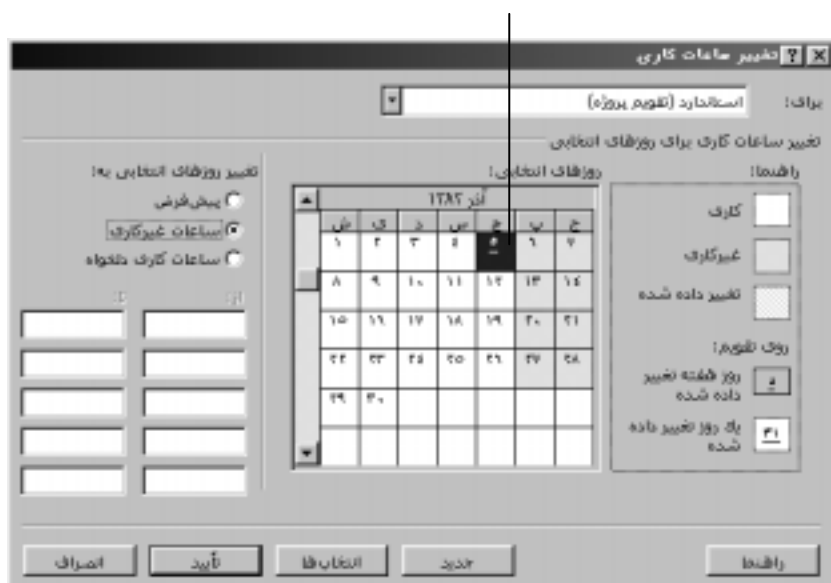 تغییر ساعات کاری
برای:
استاندارد (تقویم پروژه)
تغییر ساعات کاری برای روزهای انتخابی
راهنما:
کاری
غیرکاری
تغییر داده شده
روی تقویم:
۵
روز هفته تغییر
داده شده
۳۱
یک روز تغییر داده
شده
روزهای انتخابی:
آذر ۱۳۸۲
ش ی د س چ پ ج
۱ ۲ ۳ ۴ ۵ ۶ ۷
۸ ۹ ۱۰ ۱۱ ۱۲ ۱۳ ۱۴
۱۵ ۱۶ ۱۷ ۱۸ ۱۹ ۲۰ ۲۱
۲۲ ۲۳ ۲۴ ۲۵ ۲۶ ۲۷ ۲۸
۲۹ ۳۰
تغییر روزهای انتخابی به:
پیش‌فرض
ساعات غیرکاری
ساعات کاری دلخواه
از: تا:
راهنما
جدید
انتخاب‌ها
تأیید
انصراف